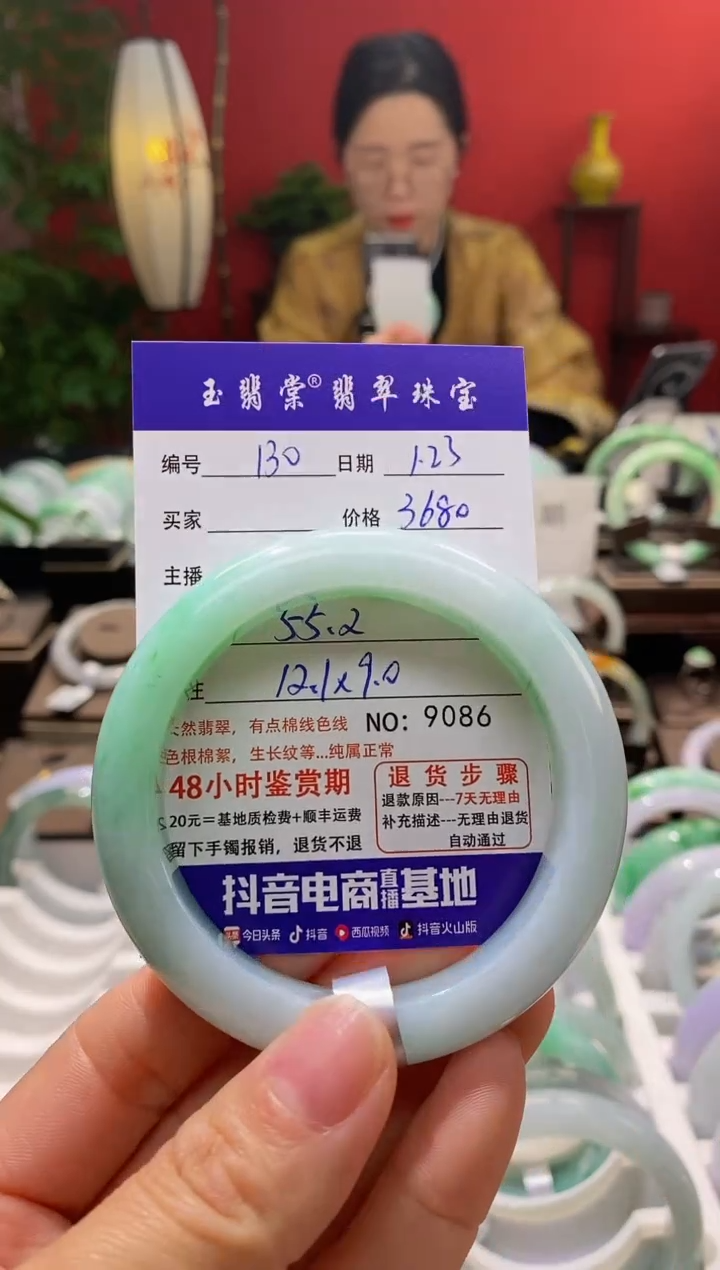 玉翡棠®翡翠珠宝
编号 130 日期 1.23
买家 价格 3680
主播
55.2
12.1x9.0
天然翡翠，有点棉线色线 NO: 9086
色根棉絮，生长纹等...纯属正常
48小时鉴赏期
退货步骤
退款原因---7天无理由
20元=基地质检费+顺丰运费
补充描述---无理由退货
自动通过
留下手镯报销，退货不退
抖音电商直播基地
今日头条 抖音 西瓜视频 抖音火山版